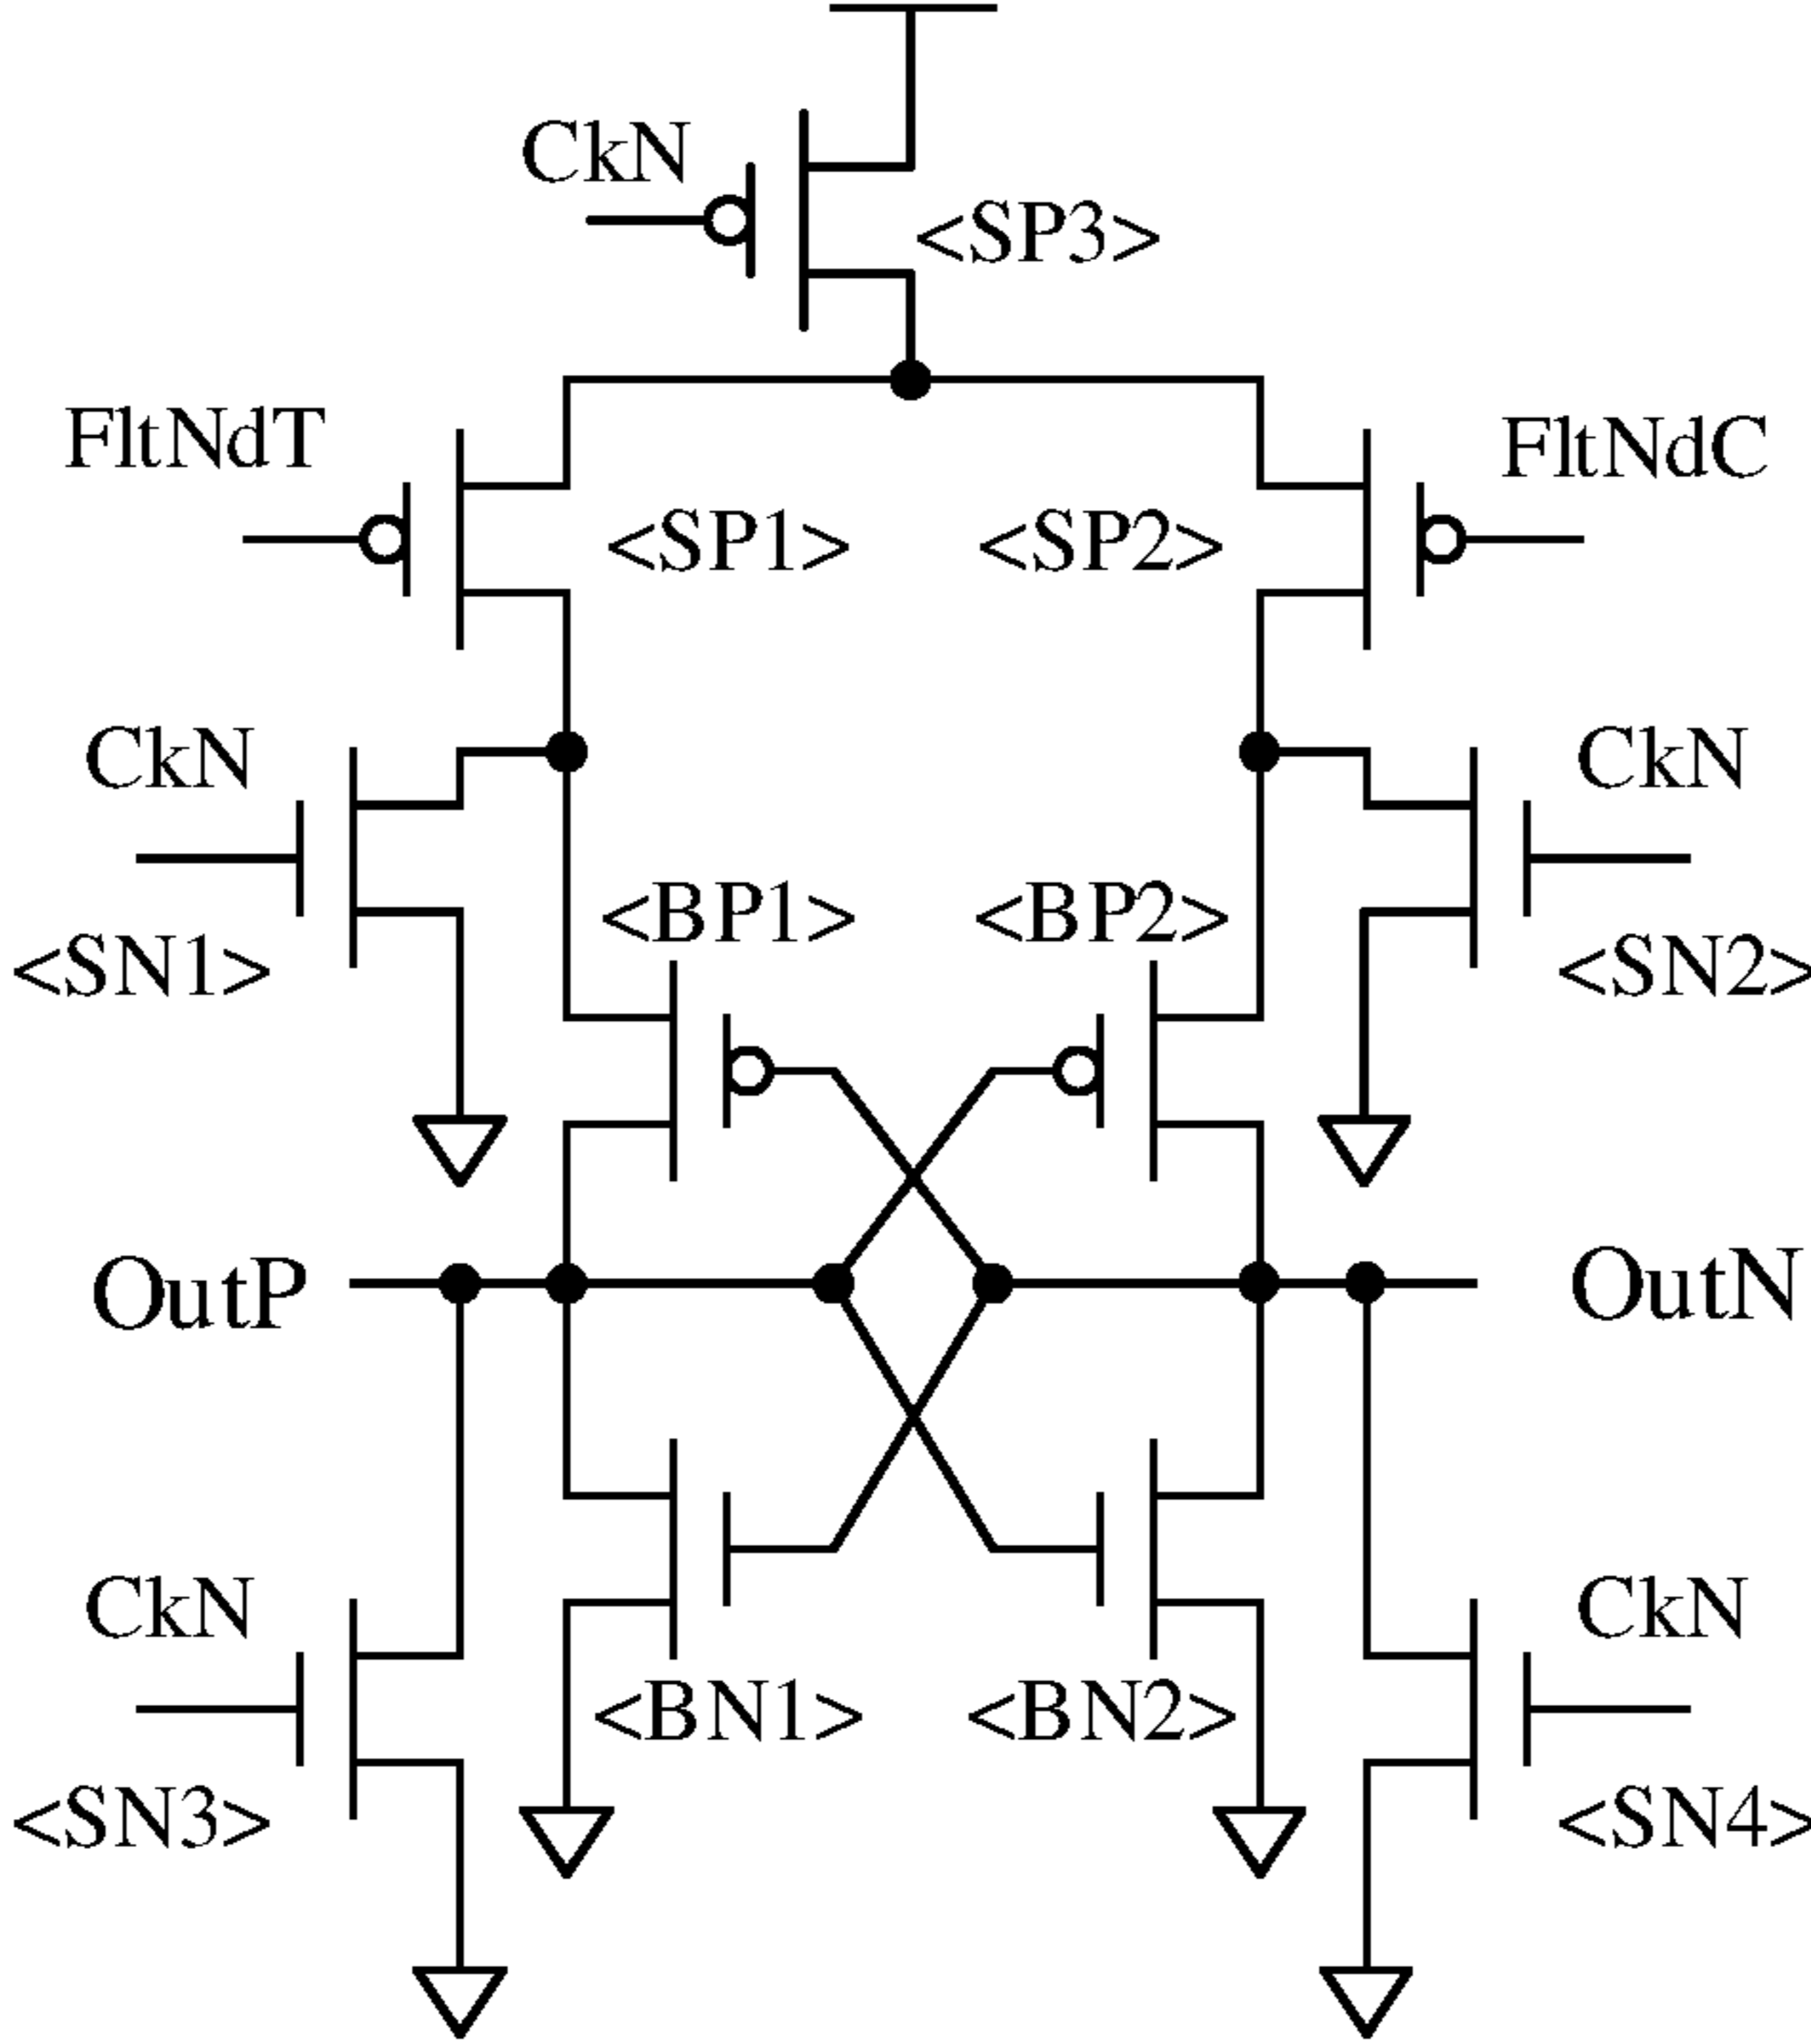 CkN
<SP3>
FltNdT
FltNdC
<SP1>
<SP2>
CkN
CkN
<BP1>
<BP2>
<SN1>
<SN2>
OutP
OutN
CkN
CkN
<BN1>
<BN2>
<SN3>
<SN4>